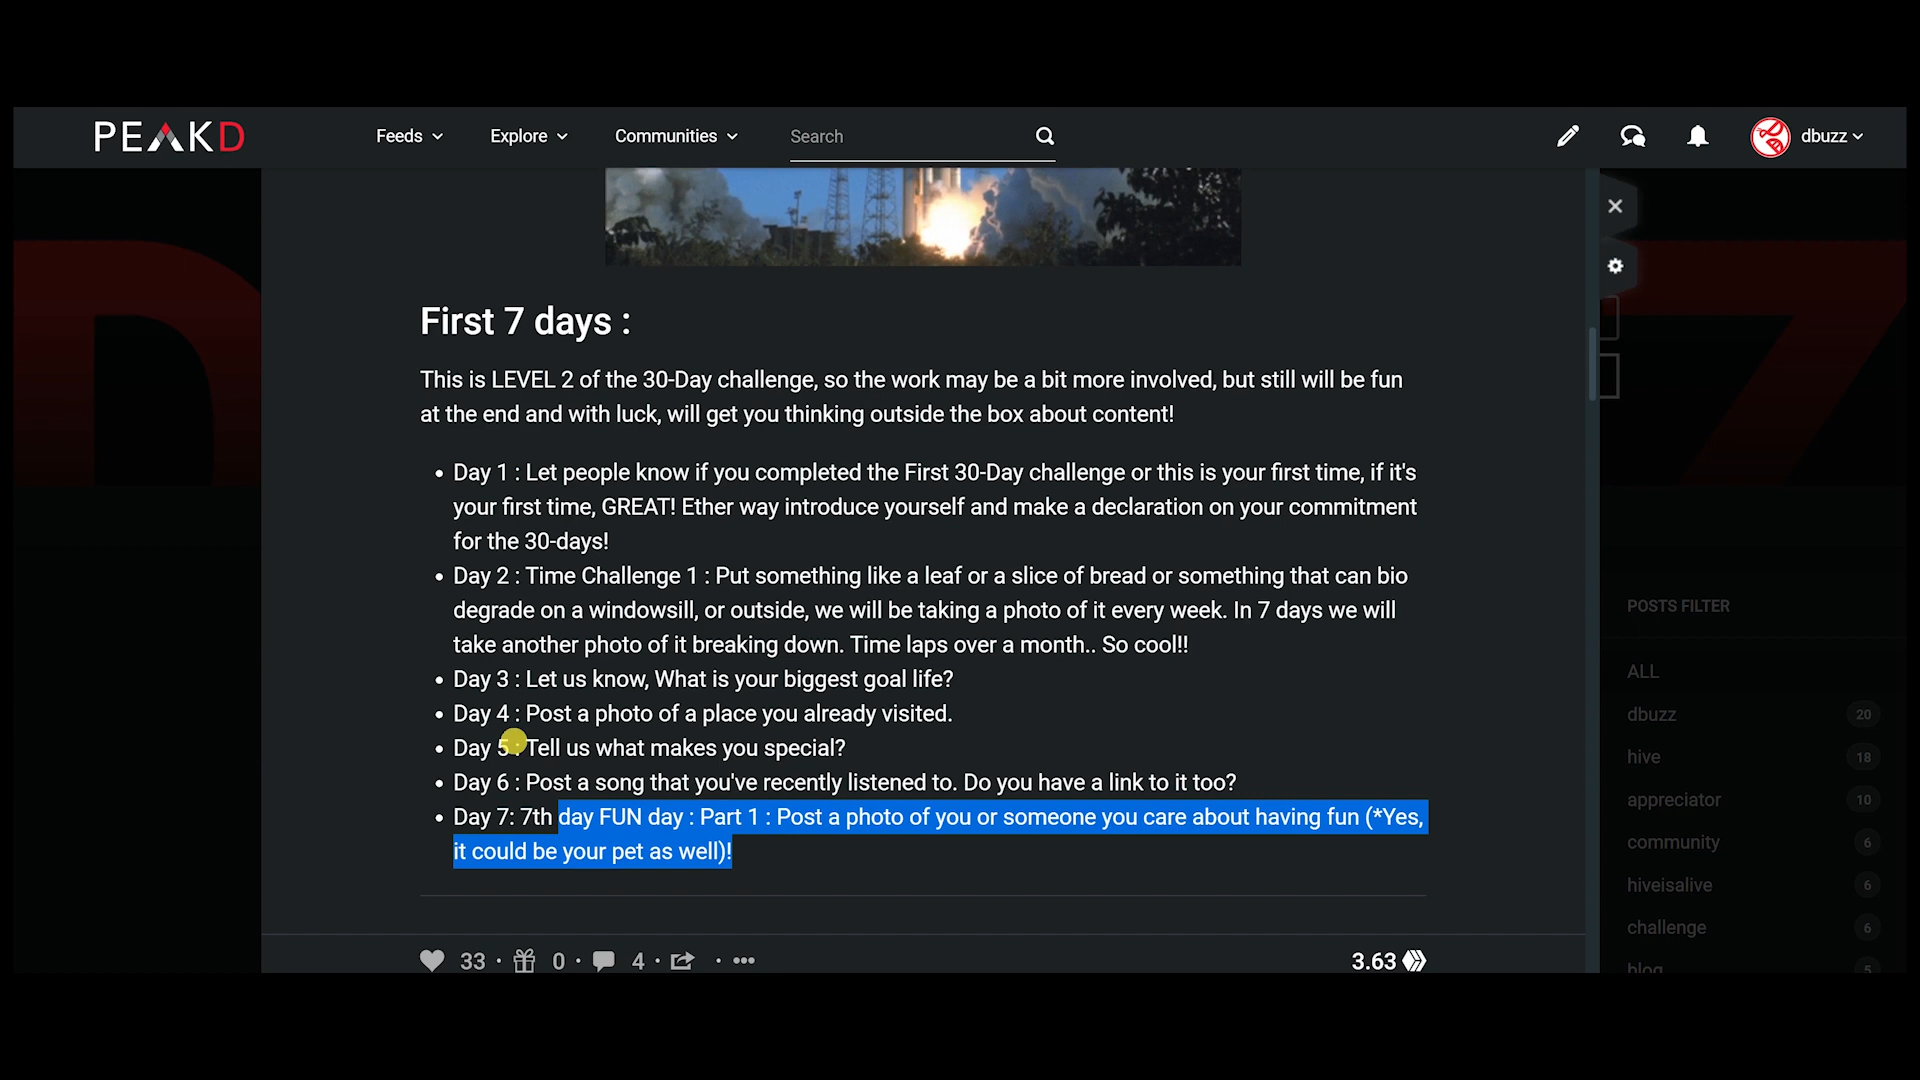 PEAKD
Feeds
Explore
Communities
Search
dbuzz
First 7 days :
This is LEVEL 2 of the 30-Day challenge, so the work may be a bit more involved, but still will be fun
at the end and with luck, will get you thinking outside the box about content!
• Day 1 : Let people know if you completed the First 30-Day challenge or this is your first time, if it's
your first time, GREAT! Ether way introduce yourself and make a declaration on your commitment
for the 30-days!
• Day 2 : Time Challenge 1 : Put something like a leaf or a slice of bread or something that can bio
degrade on a windowsill, or outside, we will be taking a photo of it every week. In 7 days we will
take another photo of it breaking down. Time laps over a month.. So cool!!
• Day 3 : Let us know, What is your biggest goal life?
• Day 4 : Post a photo of a place you already visited.
• Day 5 : Tell us what makes you special?
• Day 6 : Post a song that you've recently listened to. Do you have a link to it too?
• Day 7: 7th day FUN day : Part 1 : Post a photo of you or someone you care about having fun (*Yes,
it could be your pet as well)!
33 · 0 · 4 · · •••
3.63
POSTS FILTER
ALL
dbuzz 20
hive 18
appreciator 10
community 6
hiveisalive 6
challenge 6
blog 5
D
7